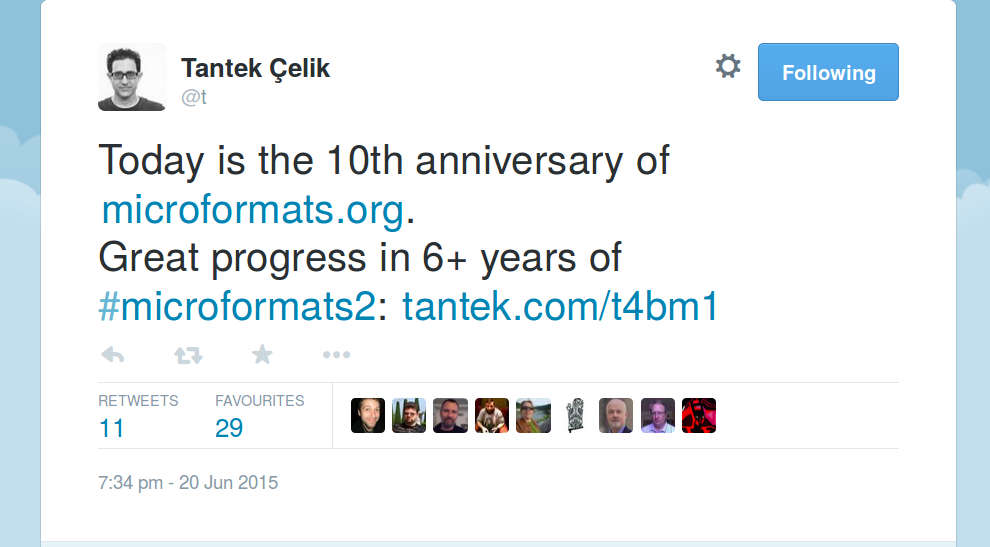 Tantek Çelik
@t
Following
Today is the 10th anniversary of
microformats.org.
Great progress in 6+ years of
#microformats2: tantek.com/t4bm1
RETWEETS FAVOURITES
11 29
7:34 pm - 20 Jun 2015